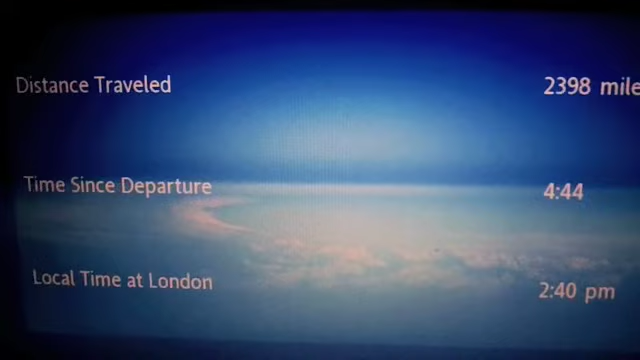 Distance Traveled 2398 mile
Time Since Departure 4:44
Local Time at London 2:40 pm